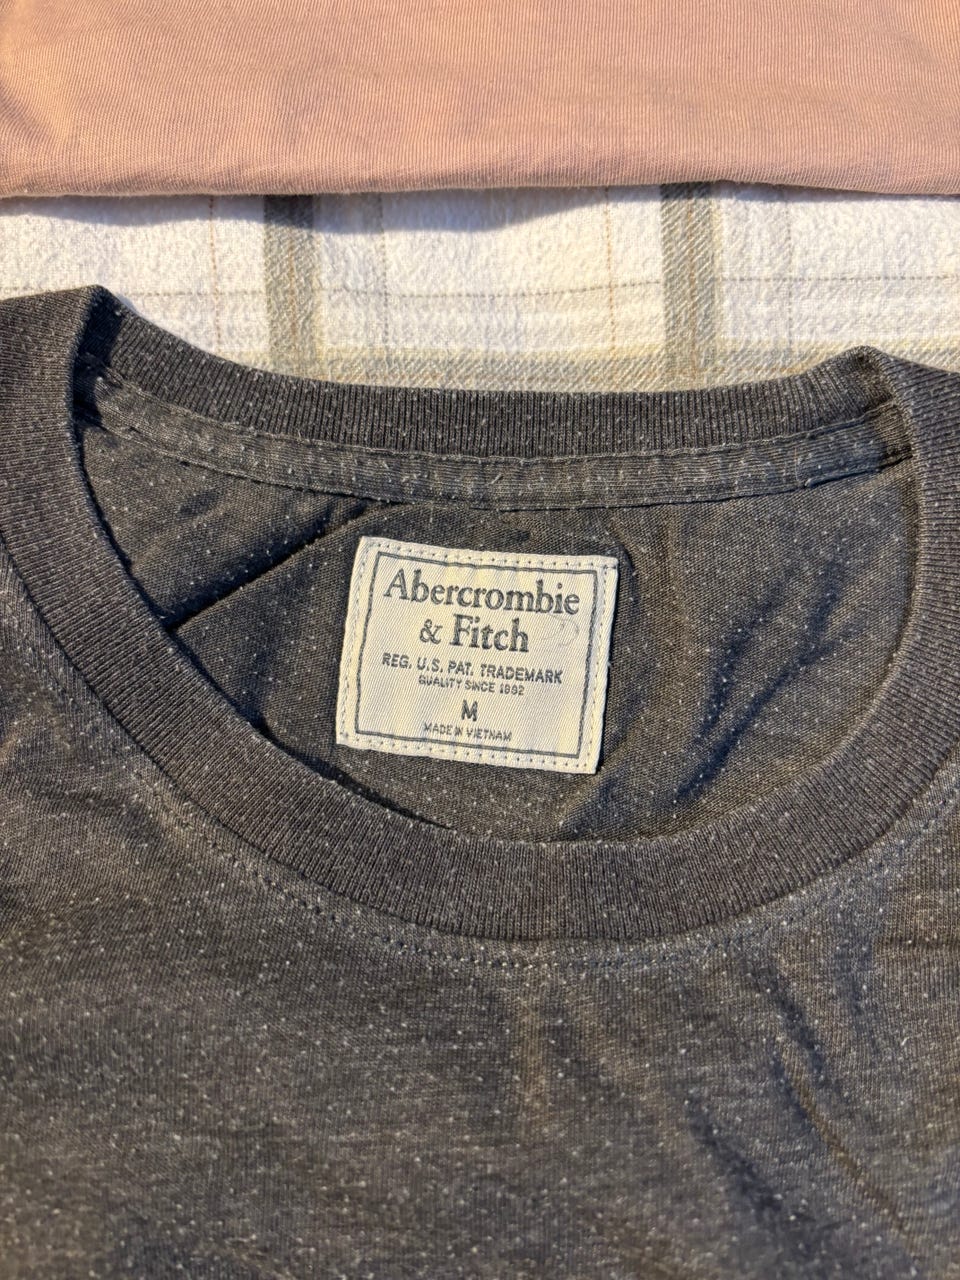 Abercrombie
& Fitch
REG. U.S. PAT. TRADEMARK
QUALITY SINCE 1892
M
MADE IN VIETNAM